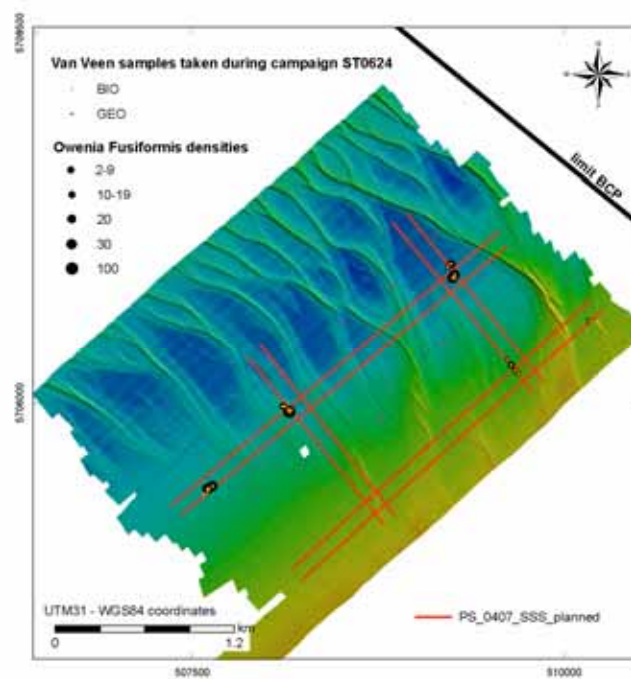 5708500
Van Veen samples taken during campaign ST0624
BIO
GEO
Owenia Fusiformis densities
2-9
10-19
20
30
100
limit BCP
5706000
UTM31 - WGS84 coordinates
km
0 1.2
PS_0407_SSS_planned
507500 510000